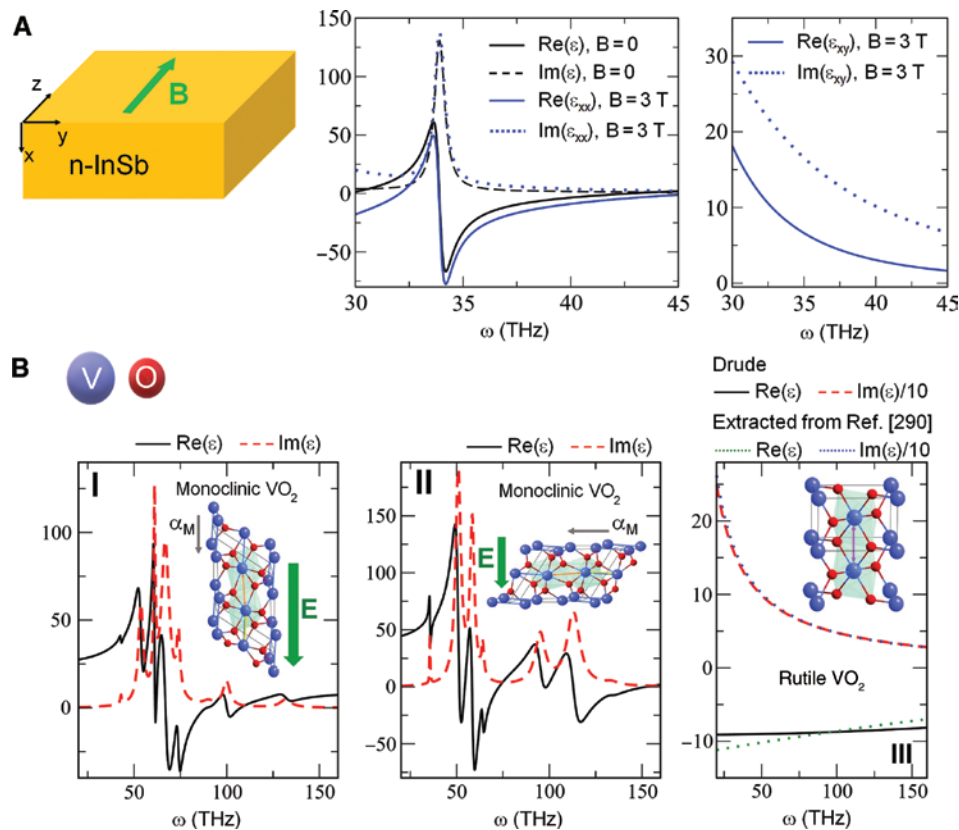 A
z
B
y
x
n-InSb
Re(ε), B = 0
Im(ε), B = 0
Re(εxx), B = 3 T
Im(εxx), B = 3 T
150
100
50
0
−50
30 35 40 45
ω (THz)
Re(εxy), B = 3 T
Im(εxy), B = 3 T
30
20
10
0
30 35 40 45
ω (THz)
B
V O
Re(ε) Im(ε)
I
Monoclinic VO2
αM
E
100
50
0
50 100 150
ω (THz)
Re(ε) Im(ε)
II
Monoclinic VO2
αM
E
150
100
50
0
−50
50 100 150
ω (THz)
Drude
Re(ε) Im(ε)/10
Extracted from Ref. [290]
Re(ε) Im(ε)/10
20
10
0
−10
Rutile VO2
III
50 100 150
ω (THz)